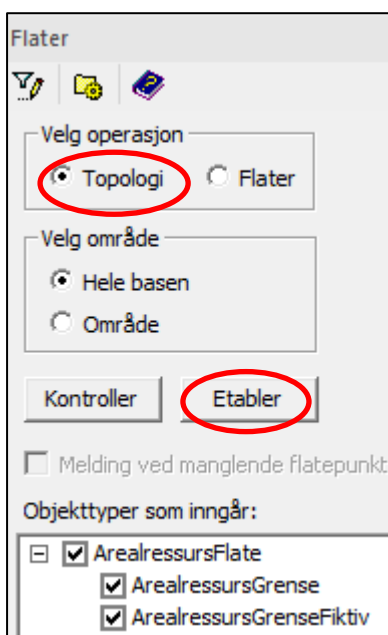 Flater
Velg operasjon
Topologi Flater
Velg område
Hele basen
Område
Kontroller Etabler
Melding ved manglende flatepunkt
Objekttyper som inngår:
ArealressursFlate
ArealressursGrense
ArealressursGrenseFiktiv